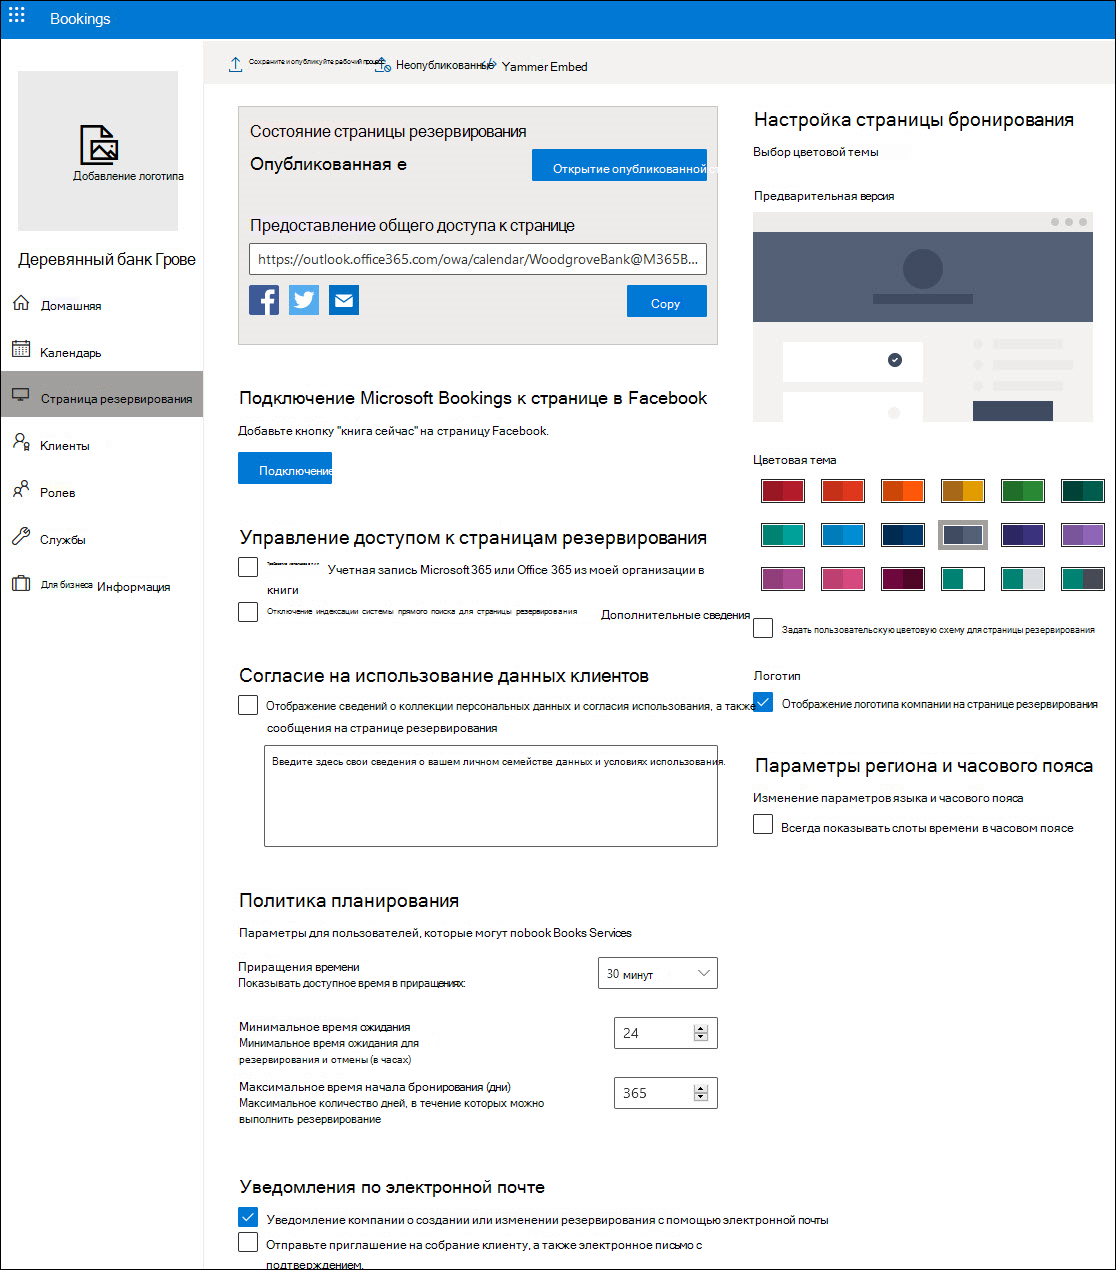 Bookings
Сохраните и опубликуйте рабочий процесс
Неопубликованные
Yammer Embed
Добавление логотипа
Деревянный банк Грове
Домашняя
Календарь
Страница резервирования
Клиенты
Ролев
Службы
Для бизнеса Информация
Состояние страницы резервирования
Опубликованная е
Открытие опубликованной
Предоставление общего доступа к странице
https://outlook.office365.com/owa/calendar/WoodgroveBank@M365B...
Copy
Подключение Microsoft Bookings к странице в Facebook
Добавьте кнопку "книга сейчас" на страницу Facebook.
Подключение
Управление доступом к страницам резервирования
Учетная запись Microsoft 365 или Office 365 из моей организации в
книги
Отключение индексации системы прямого поиска для страницы резервирования
Дополнительные сведения
Согласие на использование данных клиентов
Отображение сведений о коллекции персональных данных и согласия использования, а также
сообщения на странице резервирования
Введите здесь свои сведения о вашем личном семействе данных и условиях использования.
Политика планирования
Параметры для пользователей, которые могут nobook Books Services
Приращения времени
Показывать доступное время в приращениях:
30 минут
Минимальное время ожидания
Минимальное время ожидания для
резервирования и отмены (в часах)
24
Максимальное время начала бронирования (дни)
Максимальное количество дней, в течение которых можно
выполнить резервирование
365
Уведомления по электронной почте
Уведомление компании о создании или изменении резервирования с помощью электронной почты
Отправьте приглашение на собрание клиенту, а также электронное письмо с
подтверждением.
Настройка страницы бронирования
Выбор цветовой темы
Предварительная версия
Цветовая тема
Задать пользовательскую цветовую схему для страницы резервирования
Логотип
Отображение логотипа компании на странице резервирования
Параметры региона и часового пояса
Изменение параметров языка и часового пояса
Всегда показывать слоты времени в часовом поясе